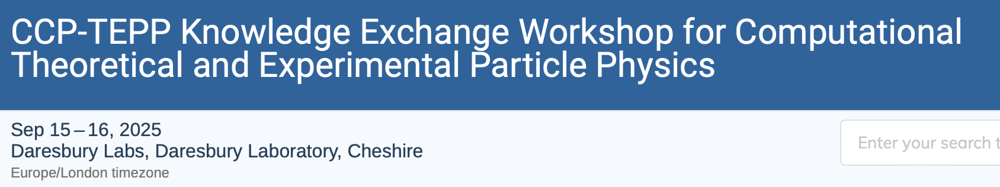 CCP-TEPP Knowledge Exchange Workshop for Computational
Theoretical and Experimental Particle Physics
Sep 15 – 16, 2025
Daresbury Labs, Daresbury Laboratory, Cheshire
Europe/London timezone
Enter your search t